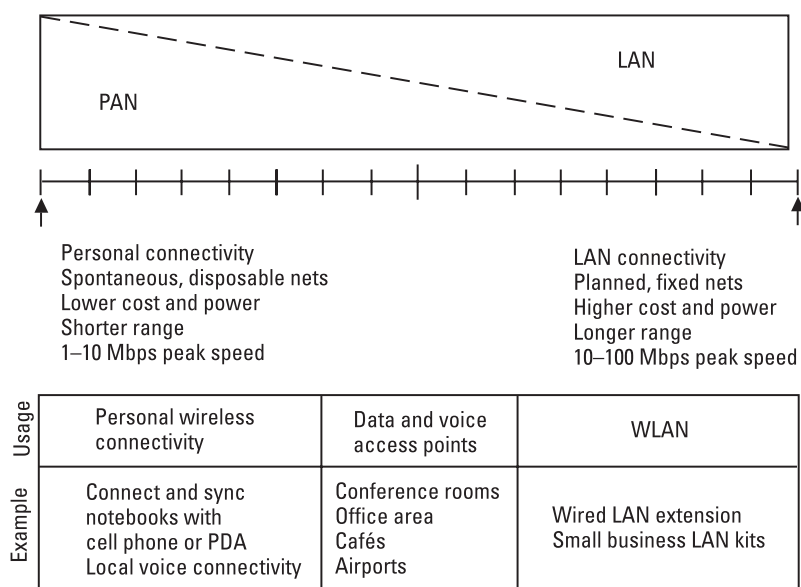 LAN
PAN
Personal connectivity
Spontaneous, disposable nets
Lower cost and power
Shorter range
1–10 Mbps peak speed
LAN connectivity
Planned, fixed nets
Higher cost and power
Longer range
10–100 Mbps peak speed
Usage
Personal wireless
connectivity
Data and voice
access points
WLAN
Example
Connect and sync
notebooks with
cell phone or PDA
Local voice connectivity
Conference rooms
Office area
Cafés
Airports
Wired LAN extension
Small business LAN kits